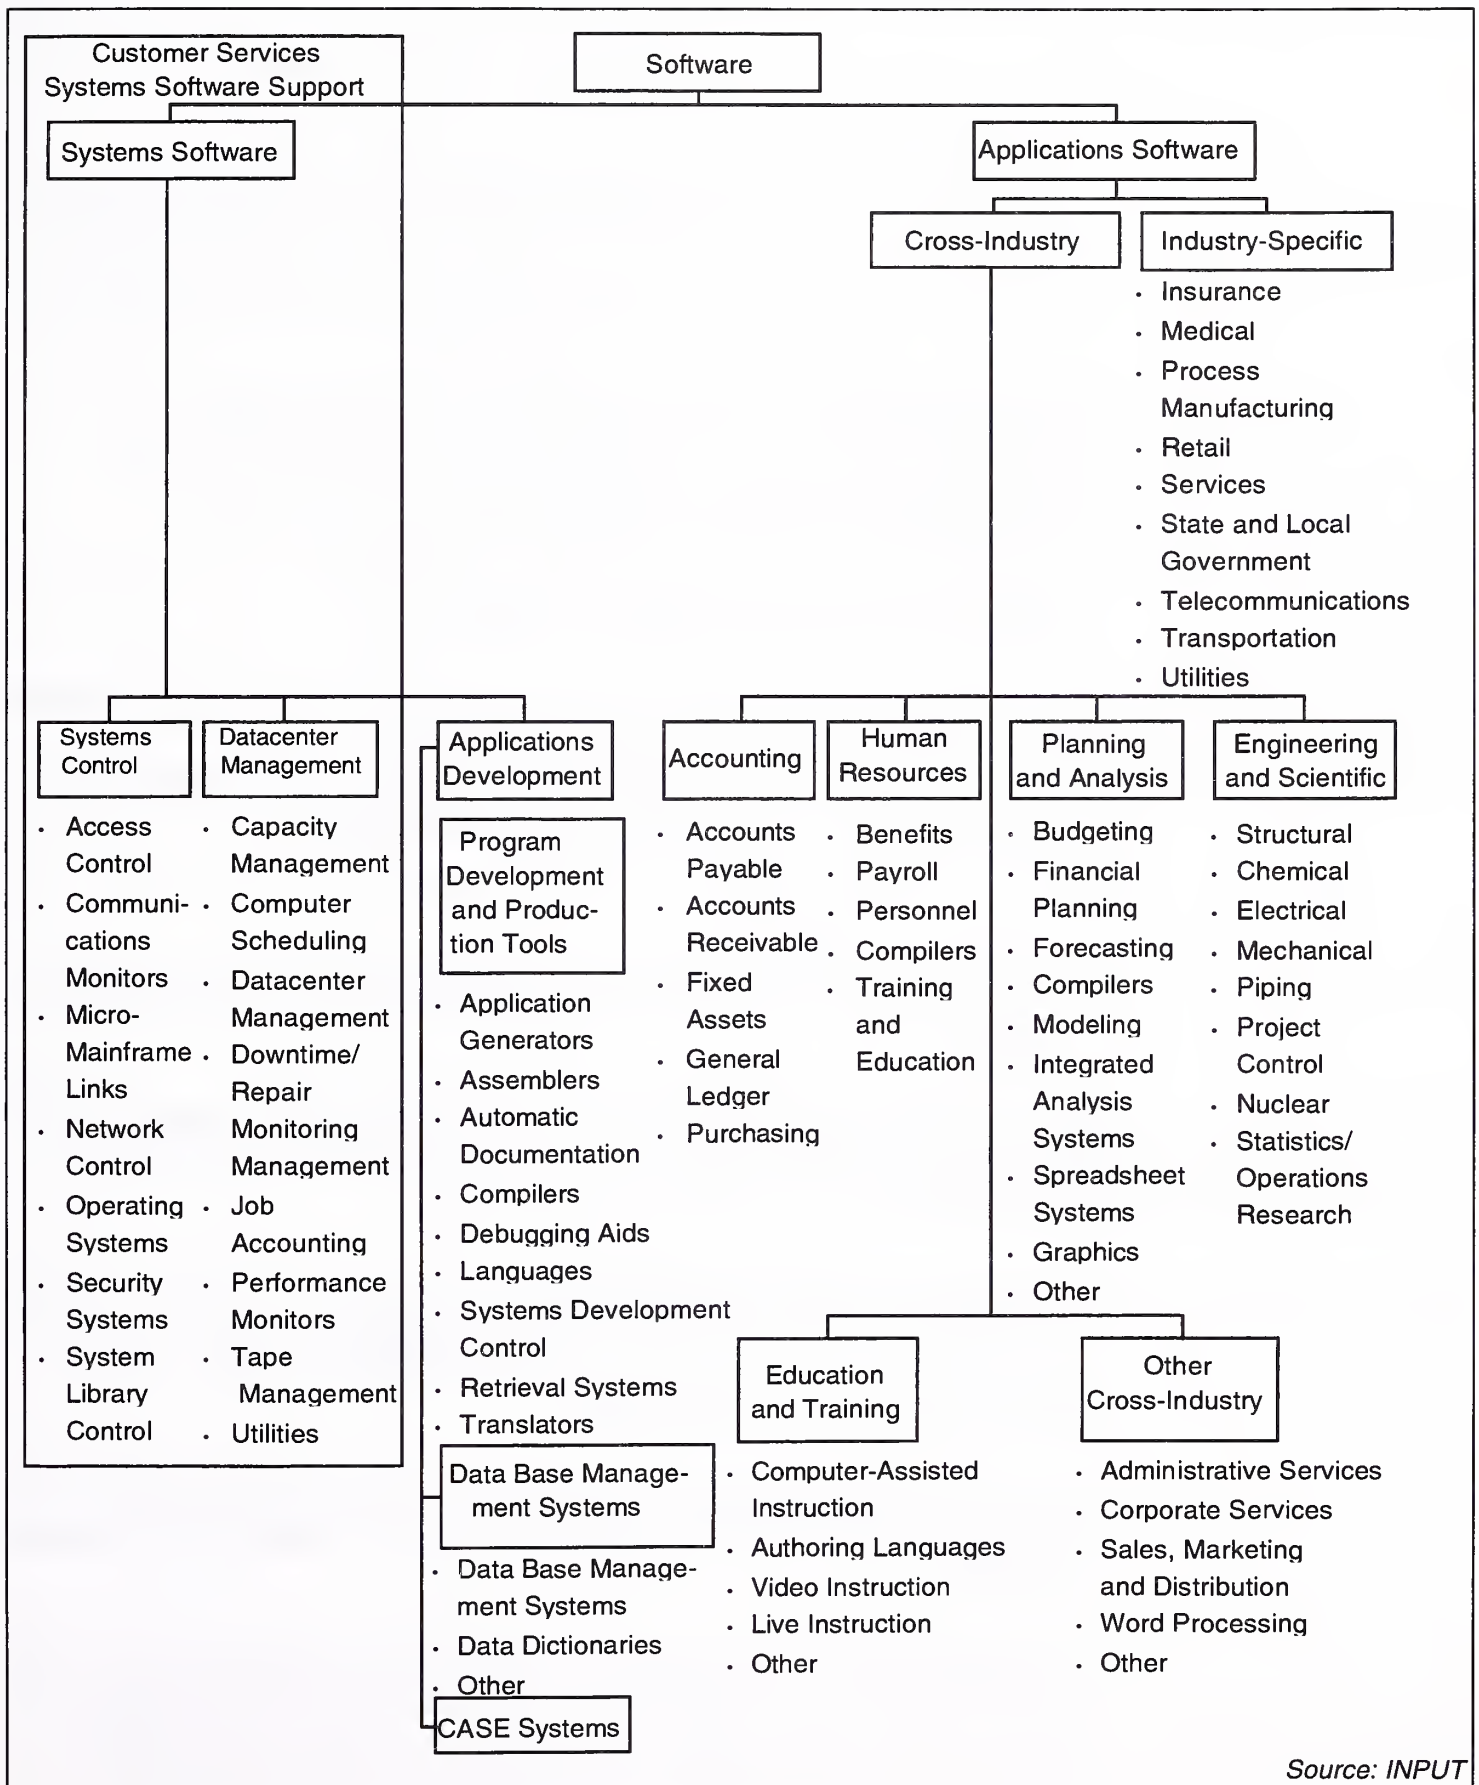 Customer Services
Systems Software Support
Software
Systems Software
Applications Software
Cross-Industry
Industry-Specific
· Insurance
· Medical
· Process
Manufacturing
· Retail
· Services
· State and Local
Government
· Telecommunications
· Transportation
· Utilities
Systems
Control
· Access
Control
· Communi-
cations
Monitors
· Micro-
Mainframe
Links
· Network
Control
· Operating
Systems
· Security
Systems
· System
Library
Control
Datacenter
Management
· Capacity
Management
· Computer
Scheduling
· Datacenter
Management
· Downtime/
Repair
Monitoring
Management
· Job
Accounting
· Performance
Monitors
· Tape
Management
· Utilities
Applications
Development
Program
Development
and Produc-
tion Tools
· Application
Generators
· Assemblers
· Automatic
Documentation
· Compilers
· Debugging Aids
· Languages
· Systems Development
Control
· Retrieval Systems
· Translators
Data Base Manage-
ment Systems
· Data Base Manage-
ment Systems
· Data Dictionaries
· Other
CASE Systems
Accounting
· Accounts
Payable
· Accounts
Receivable
· Fixed
Assets
· General
Ledger
· Purchasing
Human
Resources
· Benefits
· Payroll
· Personnel
· Compilers
· Training
and
Education
Planning
and Analysis
· Budgeting
· Financial
Planning
· Forecasting
· Compilers
· Modeling
· Integrated
Analysis
Systems
· Spreadsheet
Systems
· Graphics
· Other
Engineering
and Scientific
· Structural
· Chemical
· Electrical
· Mechanical
· Piping
· Project
Control
· Nuclear
· Statistics/
Operations
Research
Education
and Training
· Computer-Assisted
Instruction
· Authoring Languages
· Video Instruction
· Live Instruction
· Other
Other
Cross-Industry
· Administrative Services
· Corporate Services
· Sales, Marketing
and Distribution
· Word Processing
· Other
Source: INPUT